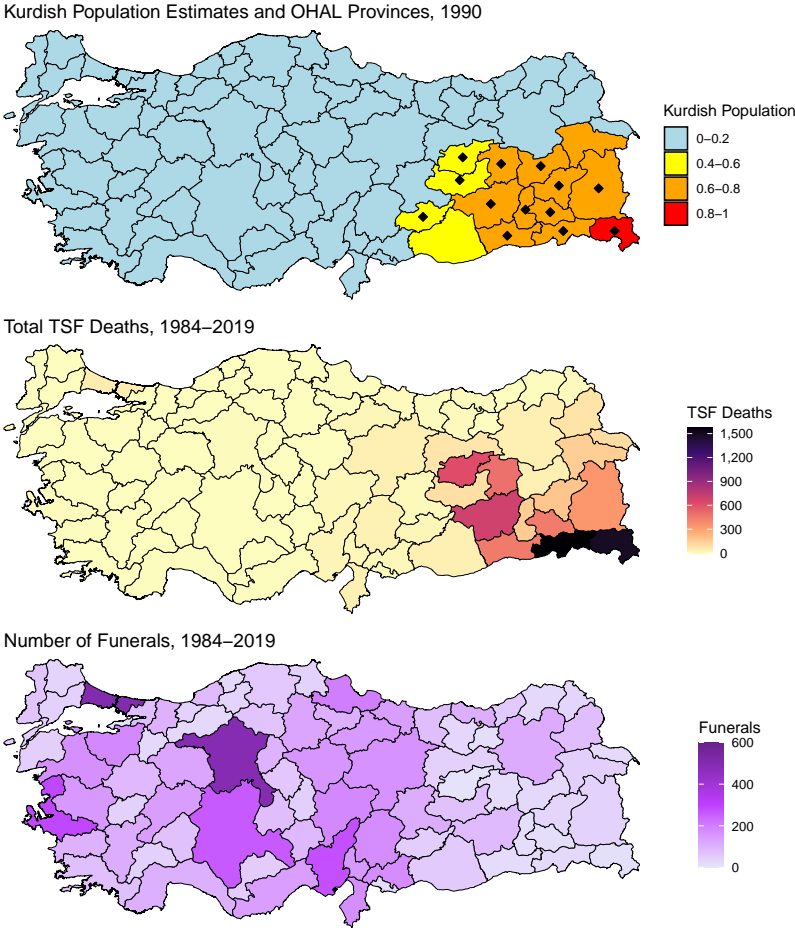 Kurdish Population Estimates and OHAL Provinces, 1990
Kurdish Population
0–0.2
0.4–0.6
0.6–0.8
0.8–1
Total TSF Deaths, 1984–2019
TSF Deaths
1,500
1,200
900
600
300
0
Number of Funerals, 1984–2019
Funerals
600
400
200
0